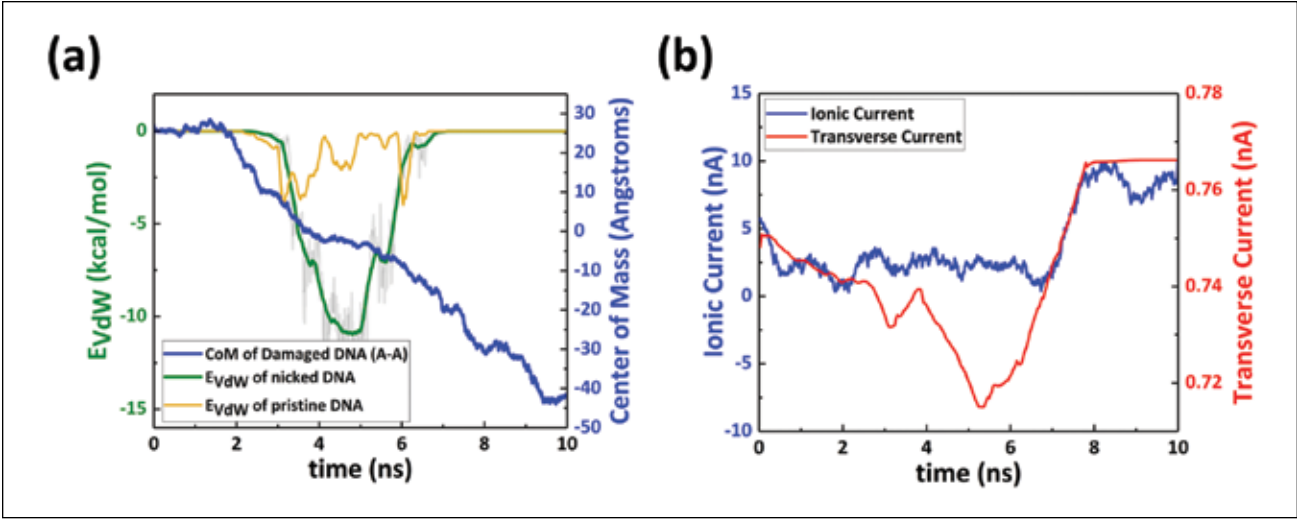 (a)
EVdW (kcal/mol)
0
-5
-10
-15
30
20
10
0
-10
-20
-30
-40
-50
Center of Mass (Angstroms)
CoM of Damaged DNA (A-A)
EVdW of nicked DNA
EVdW of pristine DNA
0 2 4 6 8 10
time (ns)
(b)
Ionic Current (nA)
15
10
5
0
-5
-10
0.78
0.76
0.74
0.72
Transverse Current (nA)
Ionic Current
Transverse Current
0 2 4 6 8 10
time (ns)